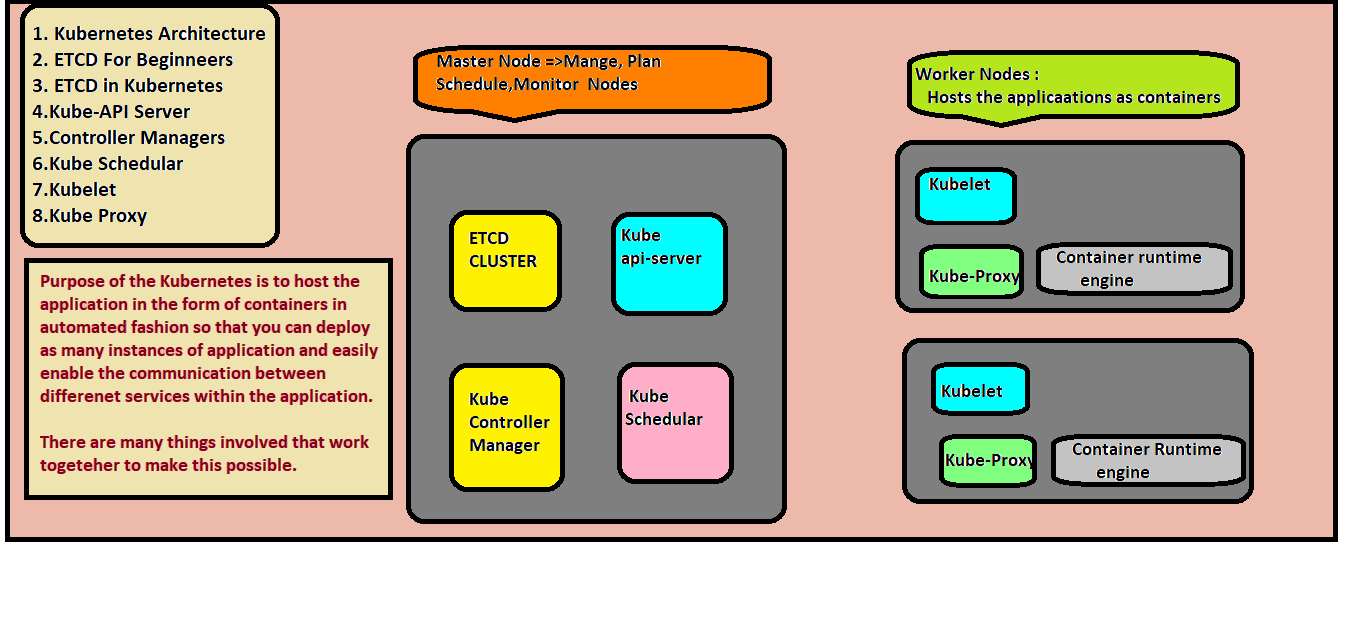 1. Kubernetes Architecture
2. ETCD For Beginneers
3. ETCD in Kubernetes
4.Kube-API Server
5.Controller Managers
6.Kube Schedular
7.Kubelet
8.Kube Proxy
Purpose of the Kubernetes is to host the
application in the form of containers in
automated fashion so that you can deploy
as many instances of application and easily
enable the communication between
differenet services within the application.
There are many things involved that work
togeteher to make this possible.
Master Node =>Mange, Plan
Schedule,Monitor Nodes
ETCD
CLUSTER
Kube
api-server
Kube
Controller
Manager
Kube
Schedular
Worker Nodes :
Hosts the applicaations as containers
Kubelet
Kube-Proxy
Container runtime
engine
Kubelet
Kube-Proxy
Container Runtime
engine